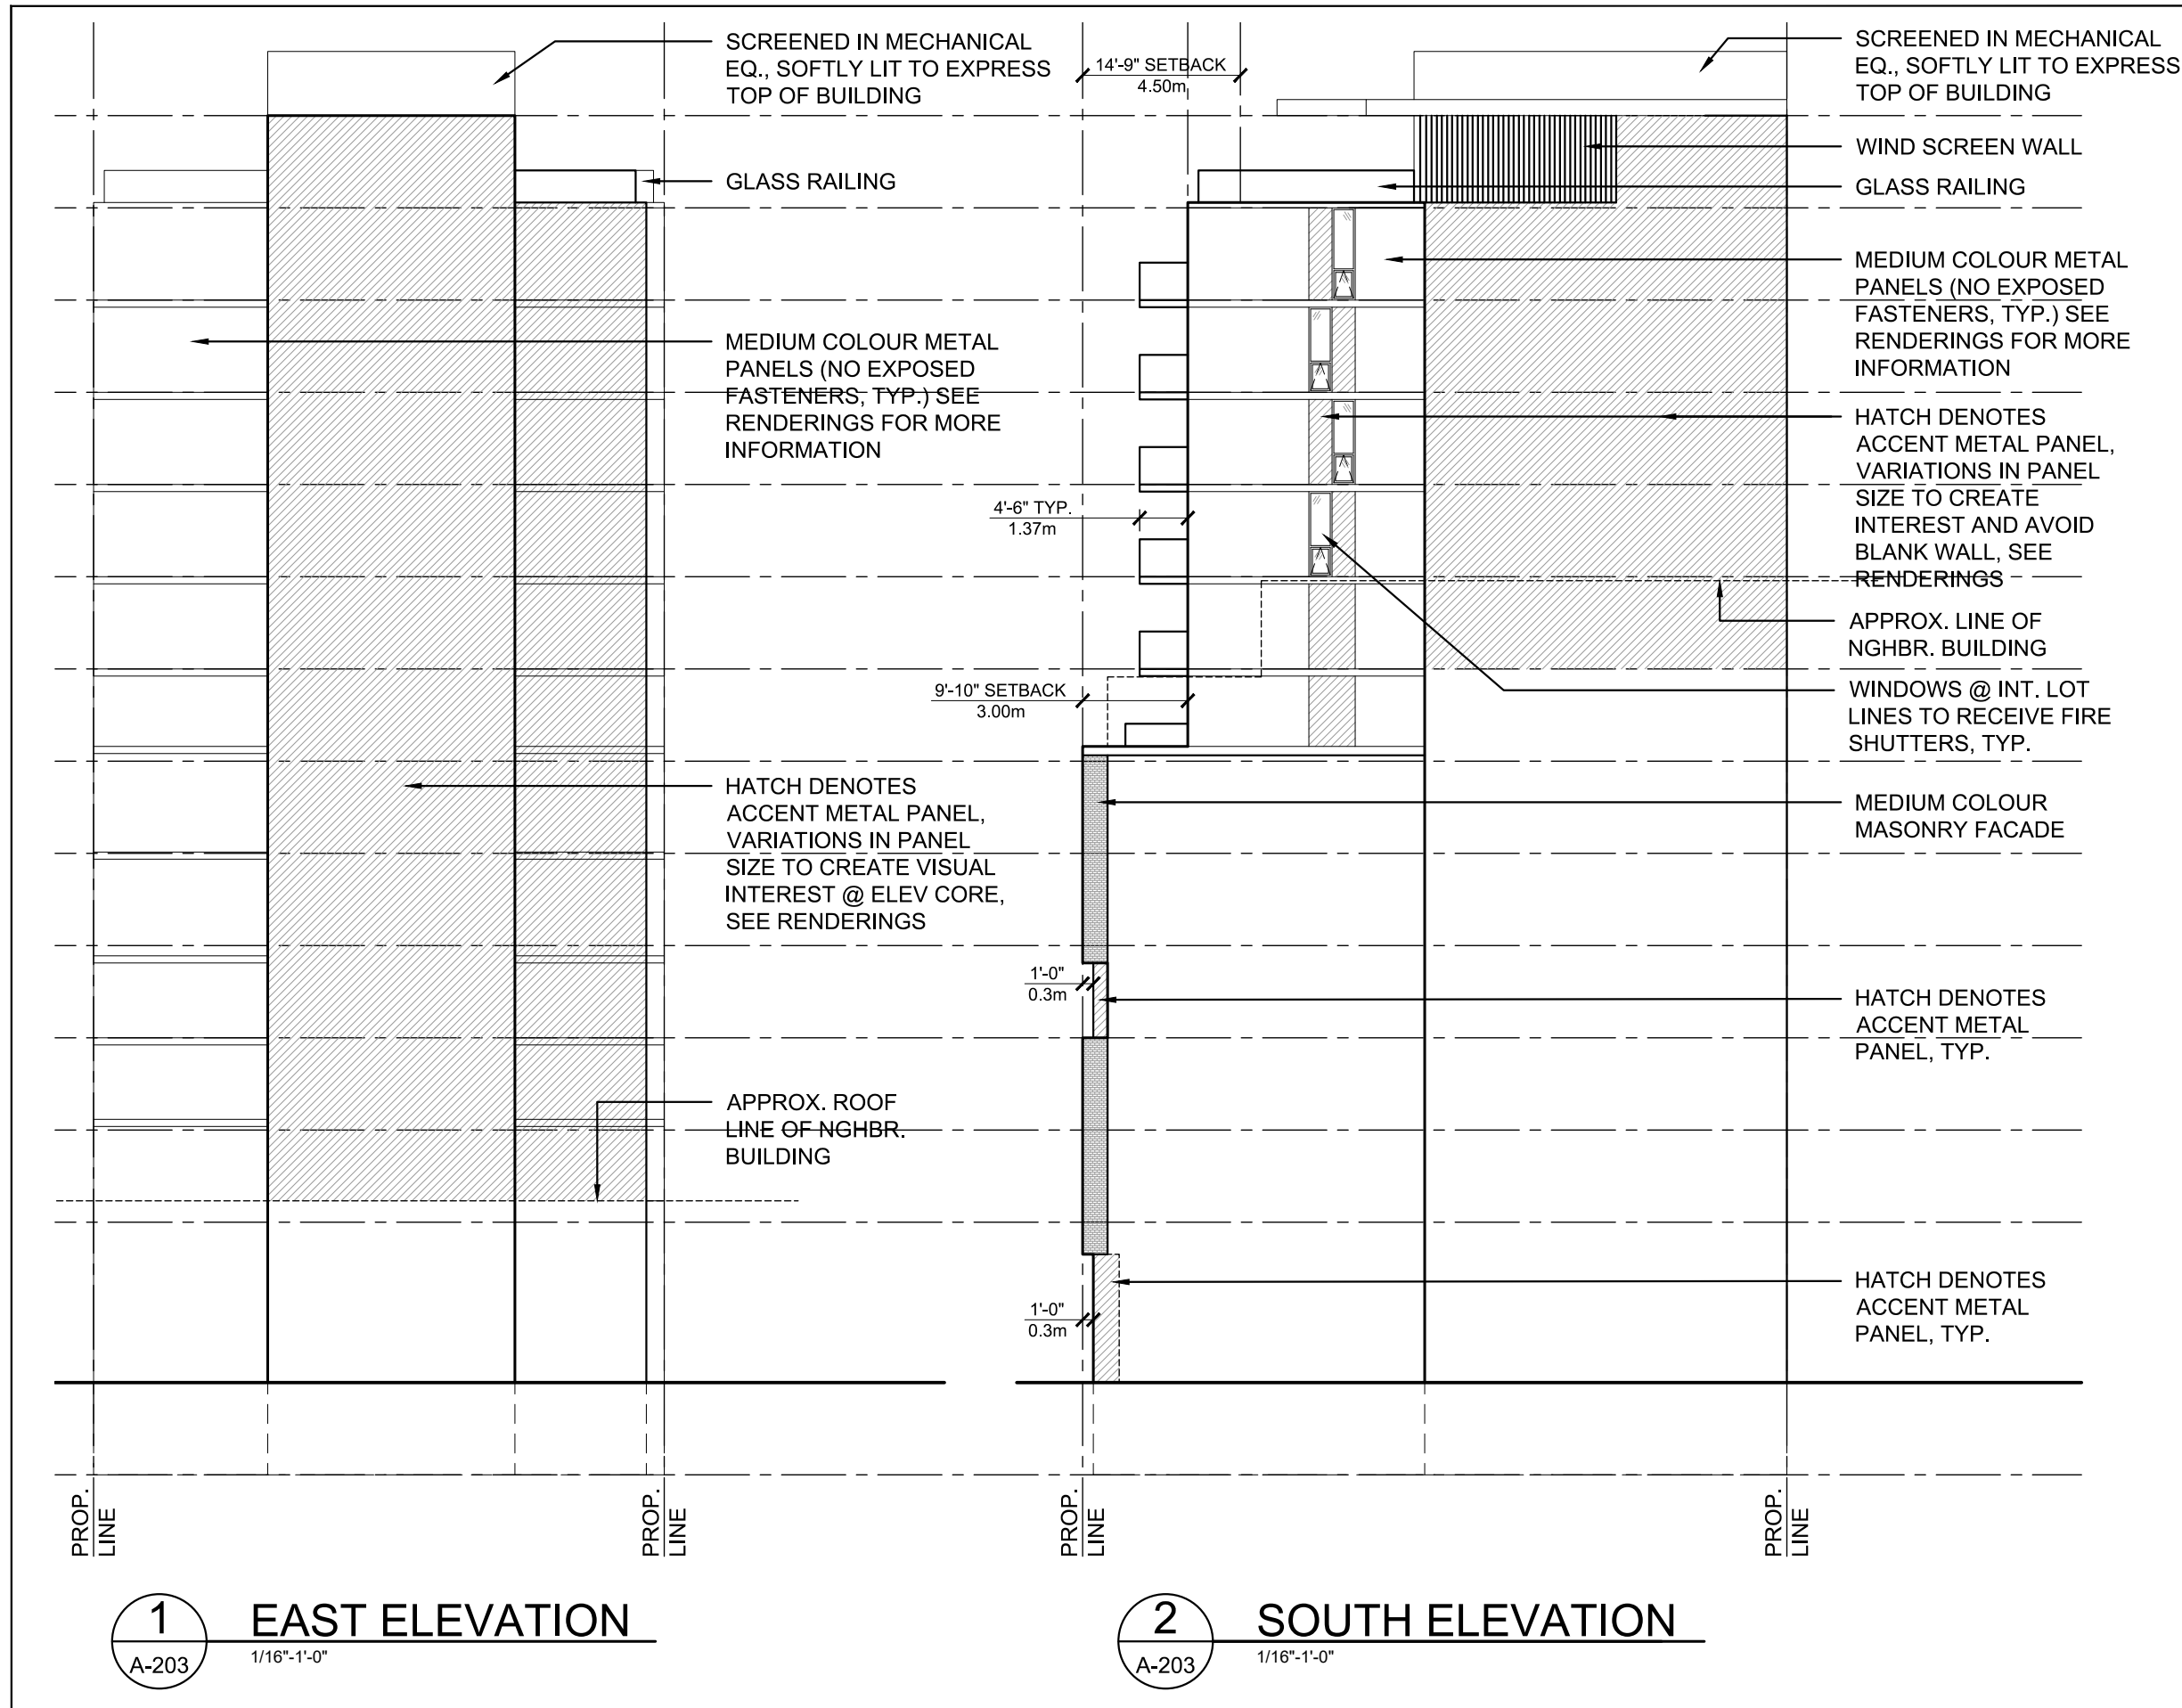 SCREENED IN MECHANICAL
EQ., SOFTLY LIT TO EXPRESS
TOP OF BUILDING
GLASS RAILING
MEDIUM COLOUR METAL
PANELS (NO EXPOSED
FASTENERS, TYP.) SEE
RENDERINGS FOR MORE
INFORMATION
HATCH DENOTES
ACCENT METAL PANEL,
VARIATIONS IN PANEL
SIZE TO CREATE VISUAL
INTEREST @ ELEV CORE,
SEE RENDERINGS
APPROX. ROOF
LINE OF NGHBR.
BUILDING
PROP.
LINE
PROP.
LINE
1
A-203
EAST ELEVATION
1/16"-1'-0"
14'-9" SETBACK
4.50m
4'-6" TYP.
1.37m
9'-10" SETBACK
3.00m
1'-0"
0.3m
1'-0"
0.3m
SCREENED IN MECHANICAL
EQ., SOFTLY LIT TO EXPRESS
TOP OF BUILDING
WIND SCREEN WALL
GLASS RAILING
MEDIUM COLOUR METAL
PANELS (NO EXPOSED
FASTENERS, TYP.) SEE
RENDERINGS FOR MORE
INFORMATION
HATCH DENOTES
ACCENT METAL PANEL,
VARIATIONS IN PANEL
SIZE TO CREATE
INTEREST AND AVOID
BLANK WALL, SEE
RENDERINGS
APPROX. LINE OF
NGHBR. BUILDING
WINDOWS @ INT. LOT
LINES TO RECEIVE FIRE
SHUTTERS, TYP.
MEDIUM COLOUR
MASONRY FACADE
HATCH DENOTES
ACCENT METAL
PANEL, TYP.
HATCH DENOTES
ACCENT METAL
PANEL, TYP.
PROP.
LINE
PROP.
LINE
2
A-203
SOUTH ELEVATION
1/16"-1'-0"